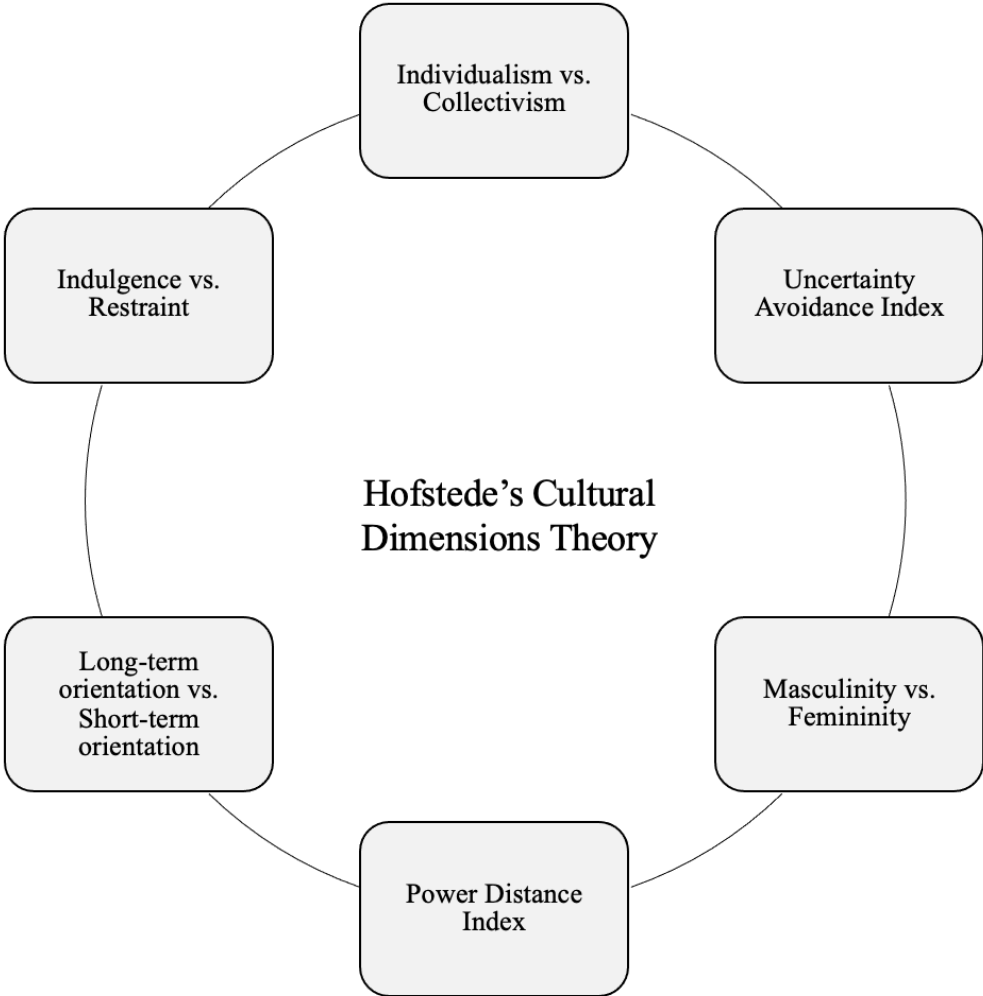 Individualism vs.
Collectivism
Indulgence vs.
Restraint
Uncertainty
Avoidance Index
Hofstede’s Cultural
Dimensions Theory
Long-term
orientation vs.
Short-term
orientation
Masculinity vs.
Femininity
Power Distance
Index